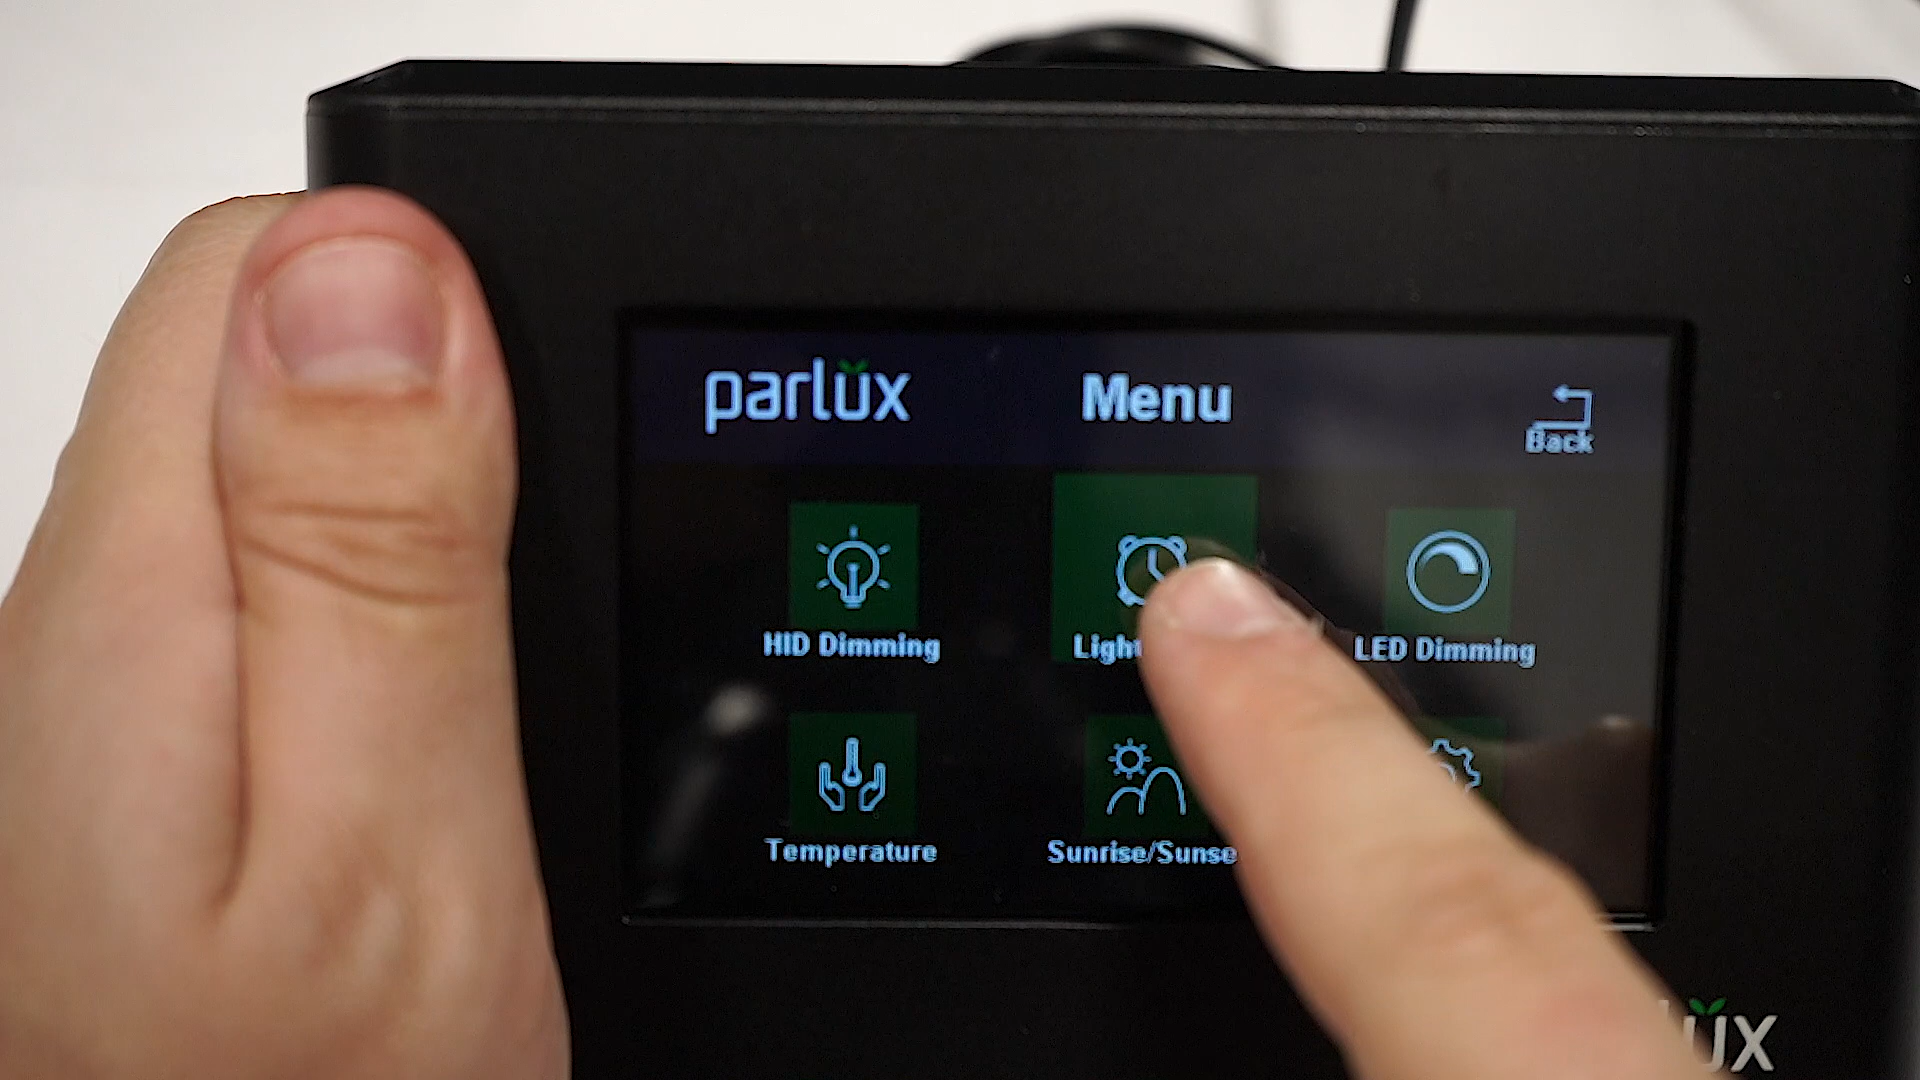 parlux
Menu
Back
HID Dimming
Ligh
LED Dimming
Temperature
Sunrise/Sunse
ux